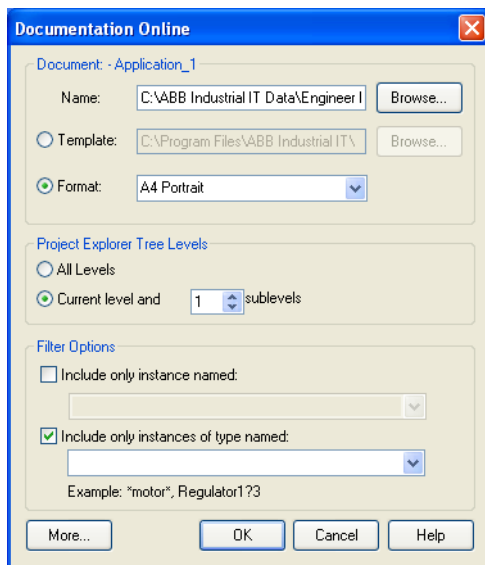 Documentation Online
Document: - Application_1
Name: C:\ABB Industrial IT Data\Engineer I Browse...
Template: C:\Program Files\ABB Industrial IT\ Browse...
Format: A4 Portrait
Project Explorer Tree Levels
All Levels
Current level and 1 sublevels
Filter Options
Include only instance named:
Include only instances of type named:
Example: *motor*, Regulator1?3
More... OK Cancel Help